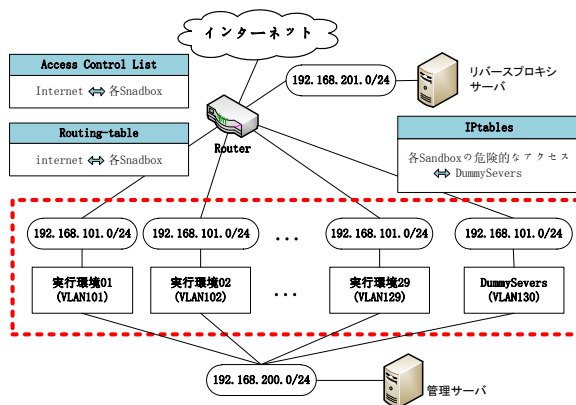 インターネット
Access Control List
Internet ⇔ 各Snadbox
192.168.201.0/24
リバースプロキシ
サーバ
Routing-table
internet ⇔ 各Snadbox
Router
IPtables
各Sandboxの危険的なアクセス
⇔ DummySevers
192.168.101.0/24
192.168.101.0/24
...
192.168.101.0/24
192.168.101.0/24
実行環境01
(VLAN101)
実行環境02
(VLAN102)
...
実行環境29
(VLAN129)
DummySevers
(VLAN130)
192.168.200.0/24
管理サーバ